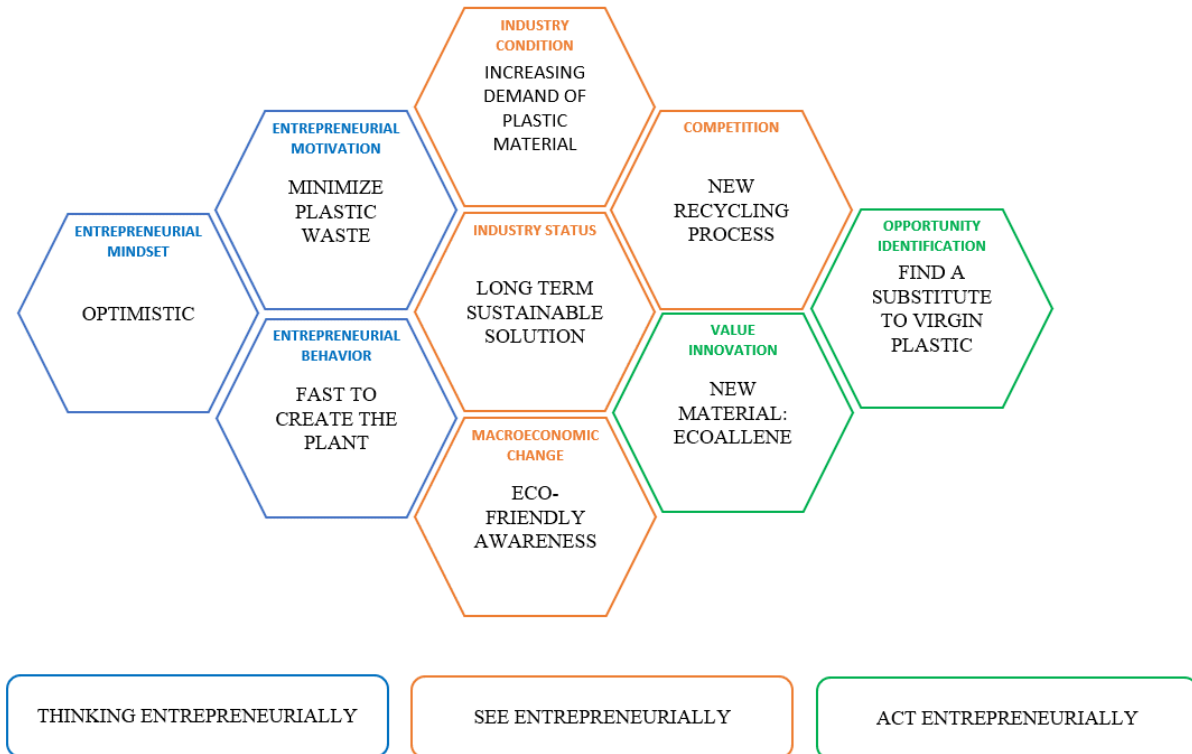 INDUSTRY
CONDITION
INCREASING
DEMAND OF
PLASTIC
MATERIAL
ENTREPRENEURIAL
MOTIVATION
MINIMIZE
PLASTIC
WASTE
COMPETITION
NEW
RECYCLING
PROCESS
ENTREPRENEURIAL
MINDSET
OPTIMISTIC
INDUSTRY STATUS
LONG TERM
SUSTAINABLE
SOLUTION
OPPORTUNITY
IDENTIFICATION
FIND A
SUBSTITUTE
TO VIRGIN
PLASTIC
ENTREPRENEURIAL
BEHAVIOR
FAST TO
CREATE THE
PLANT
VALUE
INNOVATION
NEW
MATERIAL:
ECOALLENE
MACROECONOMIC
CHANGE
ECO-
FRIENDLY
AWARENESS
THINKING ENTREPRENEURIALLY
SEE ENTREPRENEURIALLY
ACT ENTREPRENEURIALLY